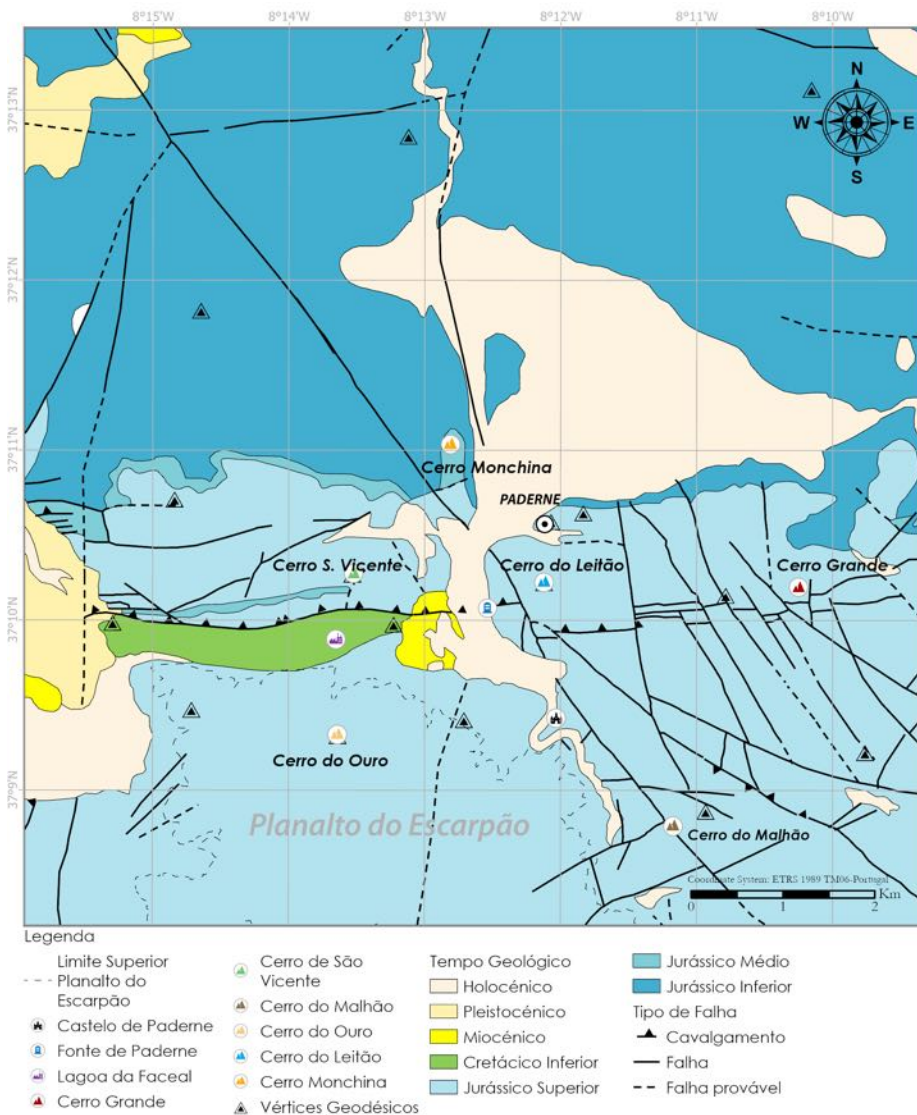 8°15'W 8°14'W 8°13'W 8°12'W 8°11'W 8°10'W
37°13'N
37°12'N
37°11'N
37°10'N
37°9'N
N
W E
S
Cerro Monchina
PADERNE
Cerro S. Vicente
Cerro do Leitão
Cerro Grande
Cerro do Ouro
Planalto do Escarpão
Cerro do Malhão
Coordinate System: ETRS 1989 TM06-Portugal
Km
0 1 2
Legenda
Limite Superior
Planalto do
Escarpão
Castelo de Paderne
Fonte de Paderne
Lagoa da Faceal
Cerro Grande
Cerro de São
Vicente
Cerro do Malhão
Cerro do Ouro
Cerro do Leitão
Cerro Monchina
Vértices Geodésicos
Tempo Geológico
Holocénico
Pleistocénico
Miocénico
Cretácico Inferior
Jurássico Superior
Jurássico Médio
Jurássico Inferior
Tipo de Falha
Cavalgamento
Falha
Falha provável